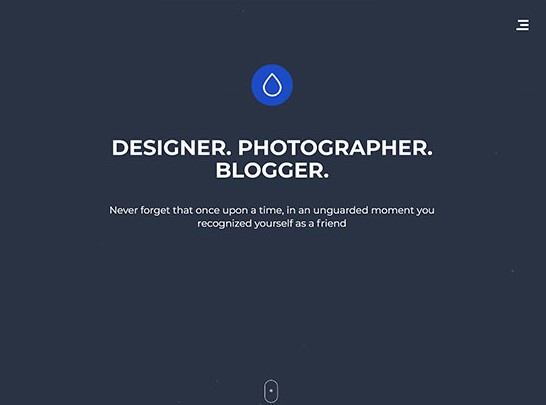 DESIGNER. PHOTOGRAPHER.
BLOGGER.
Never forget that once upon a time, in an unguarded moment you
recognized yourself as a friend